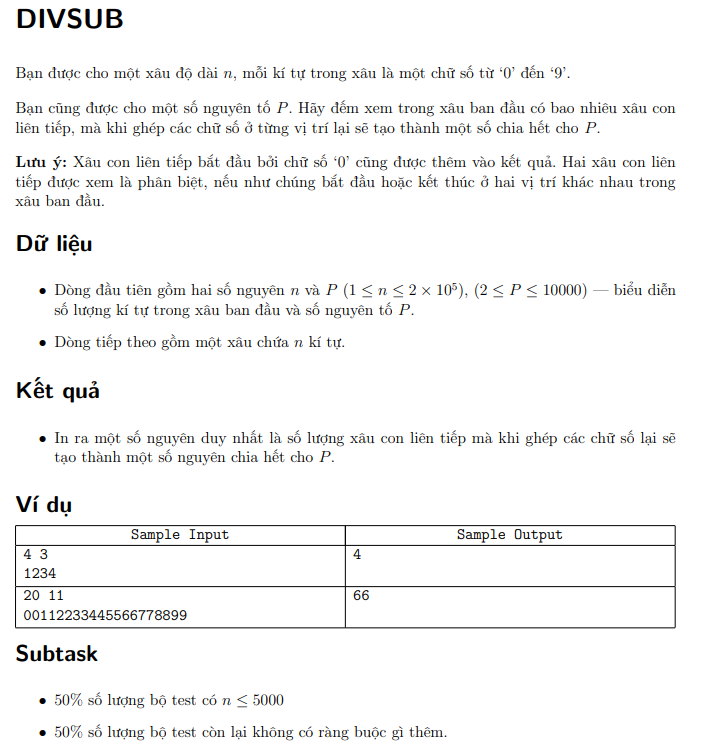 DIVSUB
Bạn được cho một xâu độ dài n, mỗi kí tự trong xâu là một chữ số từ ‘0’ đến ‘9’.
Bạn cũng được cho một số nguyên tố P. Hãy đếm xem trong xâu ban đầu có bao nhiêu xâu con
liên tiếp, mà khi ghép các chữ số ở từng vị trí lại sẽ tạo thành một số chia hết cho P.
Lưu ý: Xâu con liên tiếp bắt đầu bởi chữ số ‘0’ cũng được thêm vào kết quả. Hai xâu con liên
tiếp được xem là phân biệt, nếu như chúng bắt đầu hoặc kết thúc ở hai vị trí khác nhau trong
xâu ban đầu.
Dữ liệu
• Dòng đầu tiên gồm hai số nguyên n và P (1 ≤ n ≤ 2 × 10⁵), (2 ≤ P ≤ 10000) — biểu diễn
số lượng kí tự trong xâu ban đầu và số nguyên tố P.
• Dòng tiếp theo gồm một xâu chứa n kí tự.
Kết quả
• In ra một số nguyên duy nhất là số lượng xâu con liên tiếp mà khi ghép các chữ số lại sẽ
tạo thành một số nguyên chia hết cho P.
Ví dụ
Sample Input Sample Output
4 3 4
1234
20 11 66
00112233445566778899
Subtask
• 50% số lượng bộ test có n ≤ 5000
• 50% số lượng bộ test còn lại không có ràng buộc gì thêm.